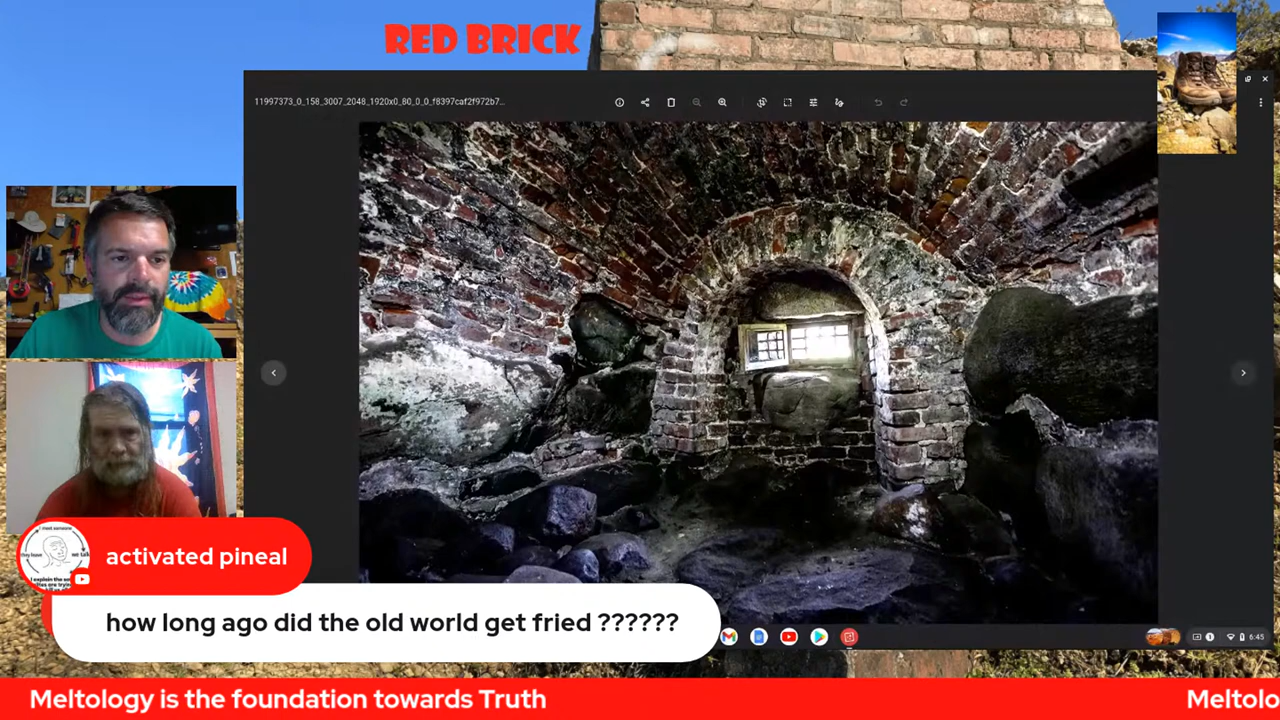 RED BRICK
11997373_0_158_3007_2048_1920x0_80_0_0_f8397caf2f972b7...
activated pineal
how long ago did the old world get fried ??????
6:45
Meltology is the foundation towards Truth
Meltolo